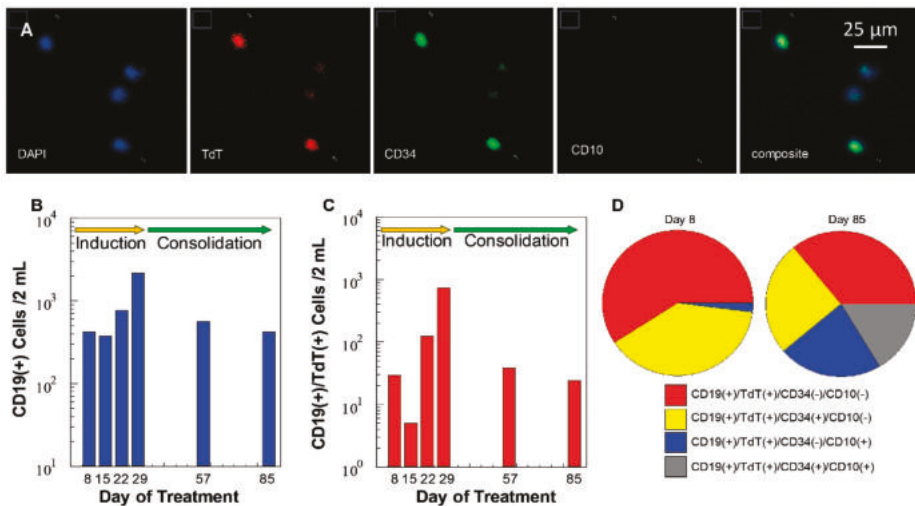 A
25 µm
DAPI
TdT
CD34
CD10
composite
B
CD19(+) Cells /2 mL
10⁴
10³
10²
10¹
Induction
Consolidation
8 15 22 29 57 85
Day of Treatment
C
CD19(+)/TdT(+) Cells /2 mL
10⁴
10³
10²
10¹
10⁰
Induction
Consolidation
8 15 22 29 57 85
Day of Treatment
D
Day 8
Day 85
CD19(+)/TdT(+)/CD34(-)/CD10(-)
CD19(+)/TdT(+)/CD34(+)/CD10(-)
CD19(+)/TdT(+)/CD34(-)/CD10(+)
CD19(+)/TdT(+)/CD34(+)/CD10(+)